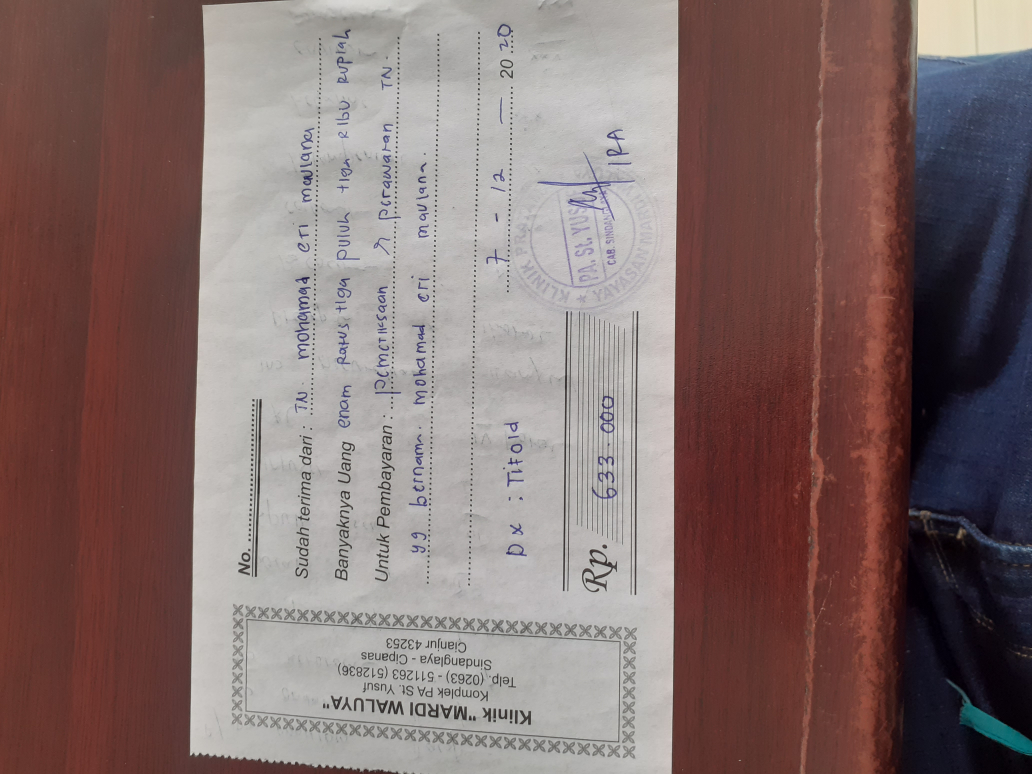 Klinik "MARDI WALUYA"
Komplek PA St. Yusuf
Telp. (0263) - 511263 (512836)
Sindanglaya - Cipanas
Cianjur 43253
No.
Sudah terima dari : TN. mohamad eri maulana
Banyaknya Uang enam Ratus tiga puluh tiga Ribu Rupiah
Untuk Pembayaran : pemeriksaan & perawatan TN.
yg bernama mohamad eri maulana.
7 - 12 — 2020
Dx : Tifoid
Rp. 633.000
KLINIK
PA. St. YUSUF
CAB. SINDANG
YAYASAN MARDI
IRA